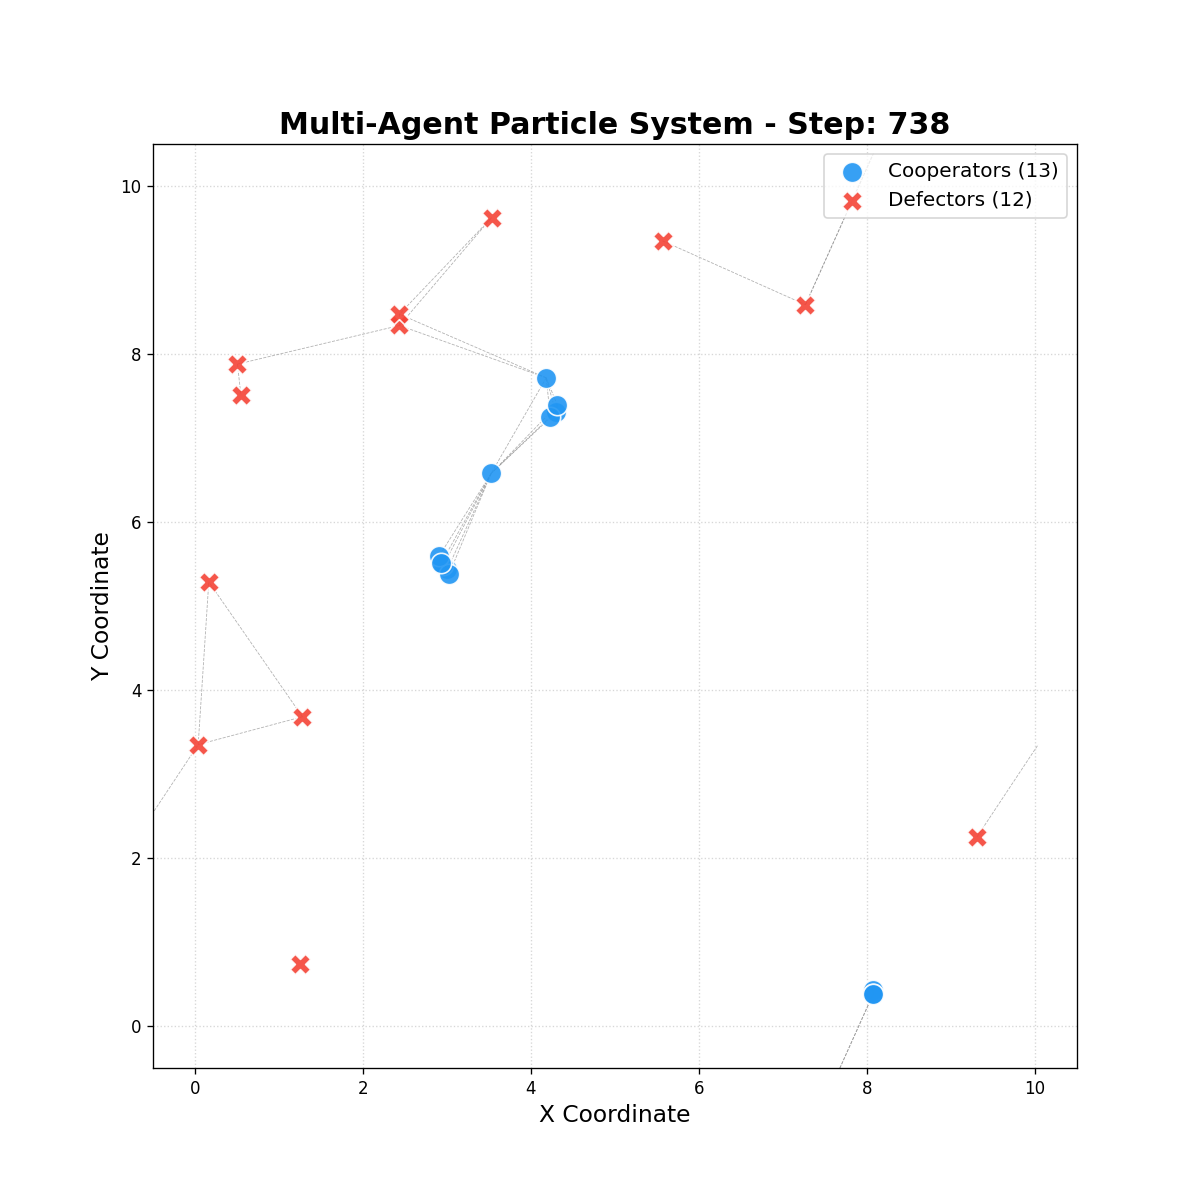 Multi-Agent Particle System - Step: 738
Cooperators (13)
Defectors (12)
10
8
6
4
2
0
Y Coordinate
0 2 4 6 8 10
X Coordinate